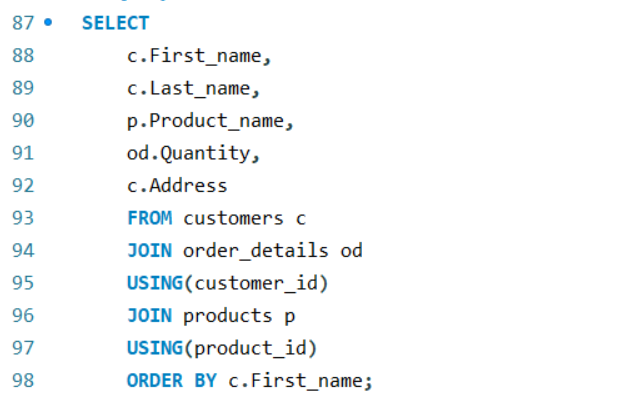 87 SELECT
88 c.First_name,
89 c.Last_name,
90 p.Product_name,
91 od.Quantity,
92 c.Address
93 FROM customers c
94 JOIN order_details od
95 USING(customer_id)
96 JOIN products p
97 USING(product_id)
98 ORDER BY c.First_name;